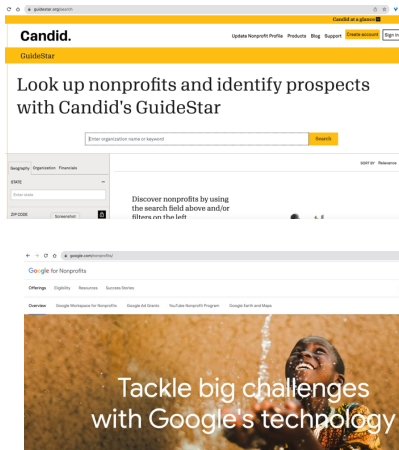 guidestar.org/search
Candid at a glance
Candid.
Update Nonprofit Profile Products Blog Support Create account Sign in
GuideStar
Look up nonprofits and identify prospects
with Candid's GuideStar
Enter organization name or keyword Search
Geography Organization Financials
SORT BY Relevance
STATE
Enter state
Discover nonprofits by using
the search field above and/or
filters on the left
ZIP CODE
Screenshot
google.com/nonprofits/
Google for Nonprofits
Offerings Eligibility Resources Success Stories
Overview Google Workspace for Nonprofits Google Ad Grants YouTube Nonprofit Program Google Earth and Maps
Tackle big challenges
with Google's technology